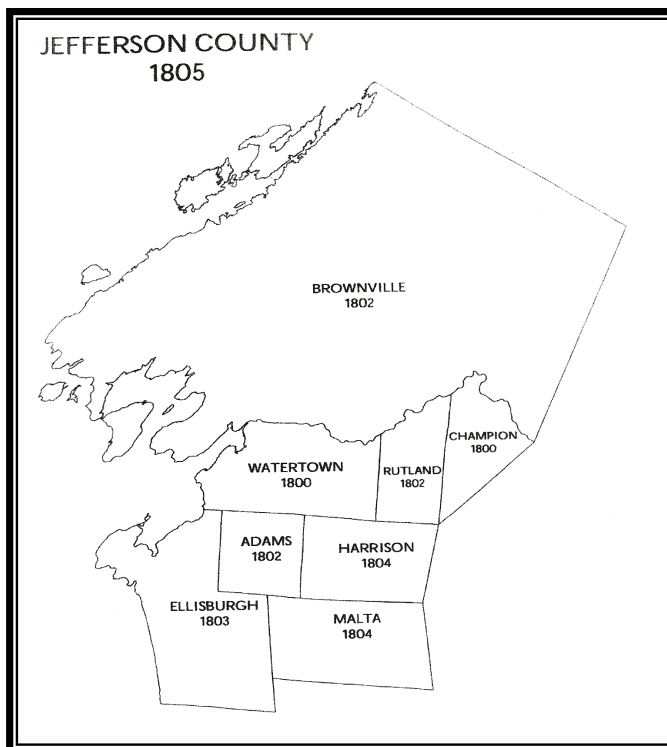 JEFFERSON COUNTY
1805
BROWNVILLE
1802
CHAMPION
1800
WATERTOWN
1800
RUTLAND
1802
ADAMS
1802
HARRISON
1804
ELLISBURGH
1803
MALTA
1804